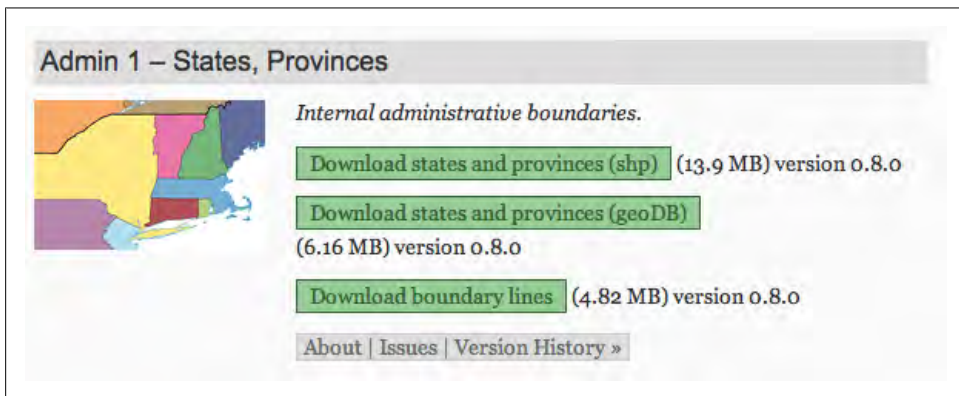 Admin 1 – States, Provinces
Internal administrative boundaries.
Download states and provinces (shp) (13.9 MB) version 0.8.0
Download states and provinces (geoDB)
(6.16 MB) version 0.8.0
Download boundary lines (4.82 MB) version 0.8.0
About | Issues | Version History »